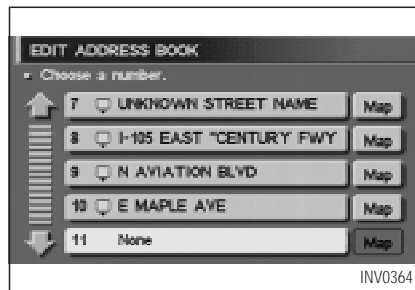 EDIT ADDRESS BOOK
Choose a number.
7 UNKNOWN STREET NAME Map
8 I-105 EAST "CENTURY FWY Map
9 N AVIATION BLVD Map
10 E MAPLE AVE Map
11 None Map
INV0364